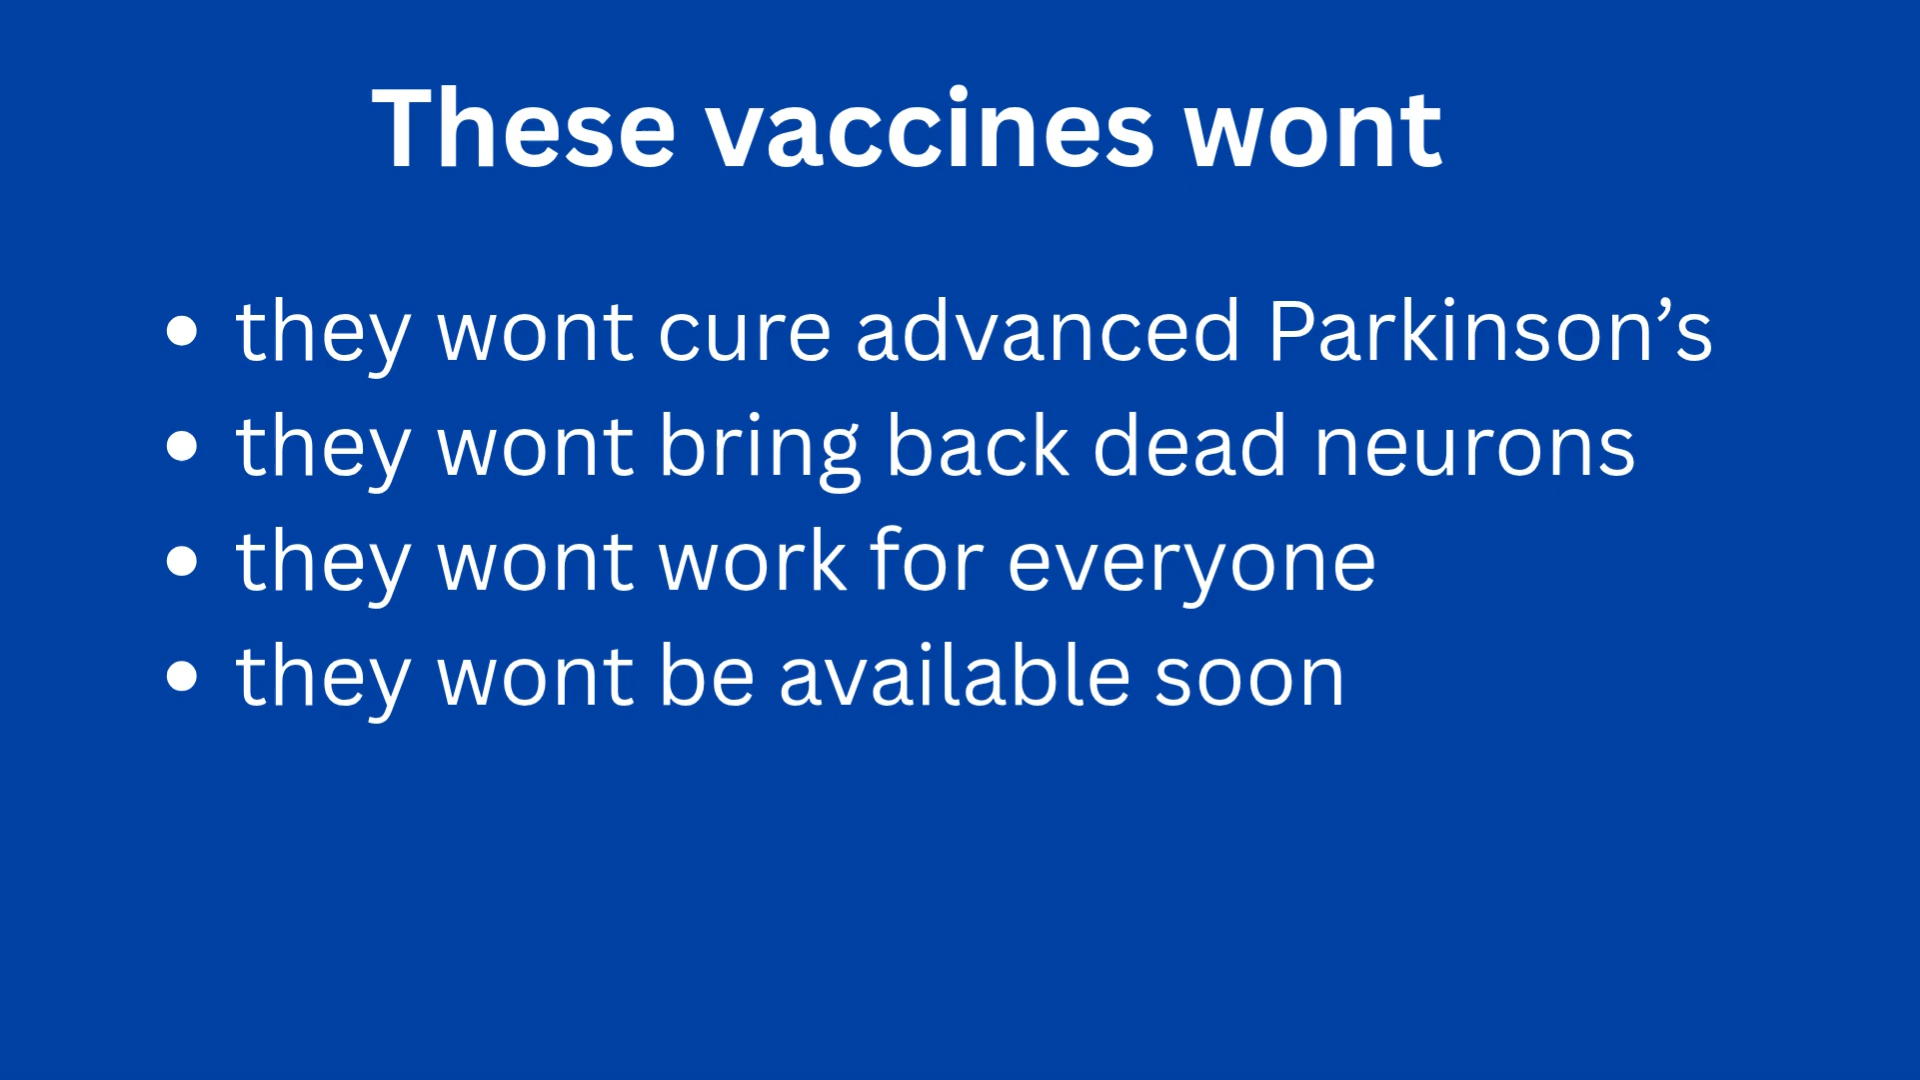 These vaccines wont
• they wont cure advanced Parkinson’s
• they wont bring back dead neurons
• they wont work for everyone
• they wont be available soon